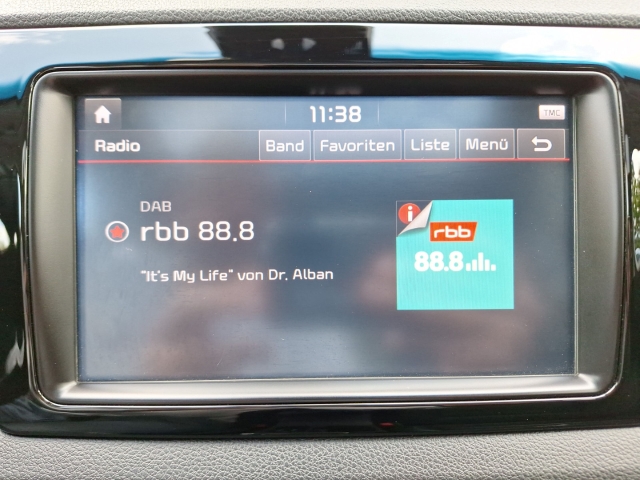 11:38
TMC
Radio Band Favoriten Liste Menü
DAB
rbb 88.8
"It's My Life" von Dr. Alban
i
rbb
88.8